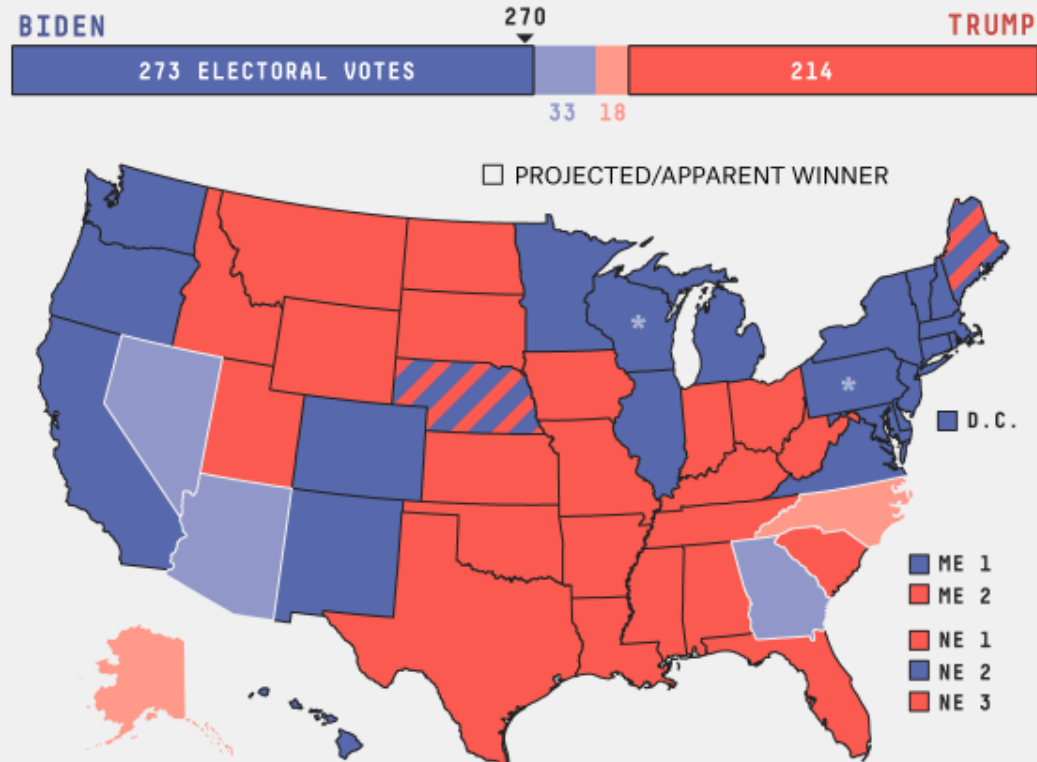 BIDEN
270
TRUMP
273 ELECTORAL VOTES
214
33
18
PROJECTED/APPARENT WINNER
*
*
D.C.
ME 1
ME 2
NE 1
NE 2
NE 3